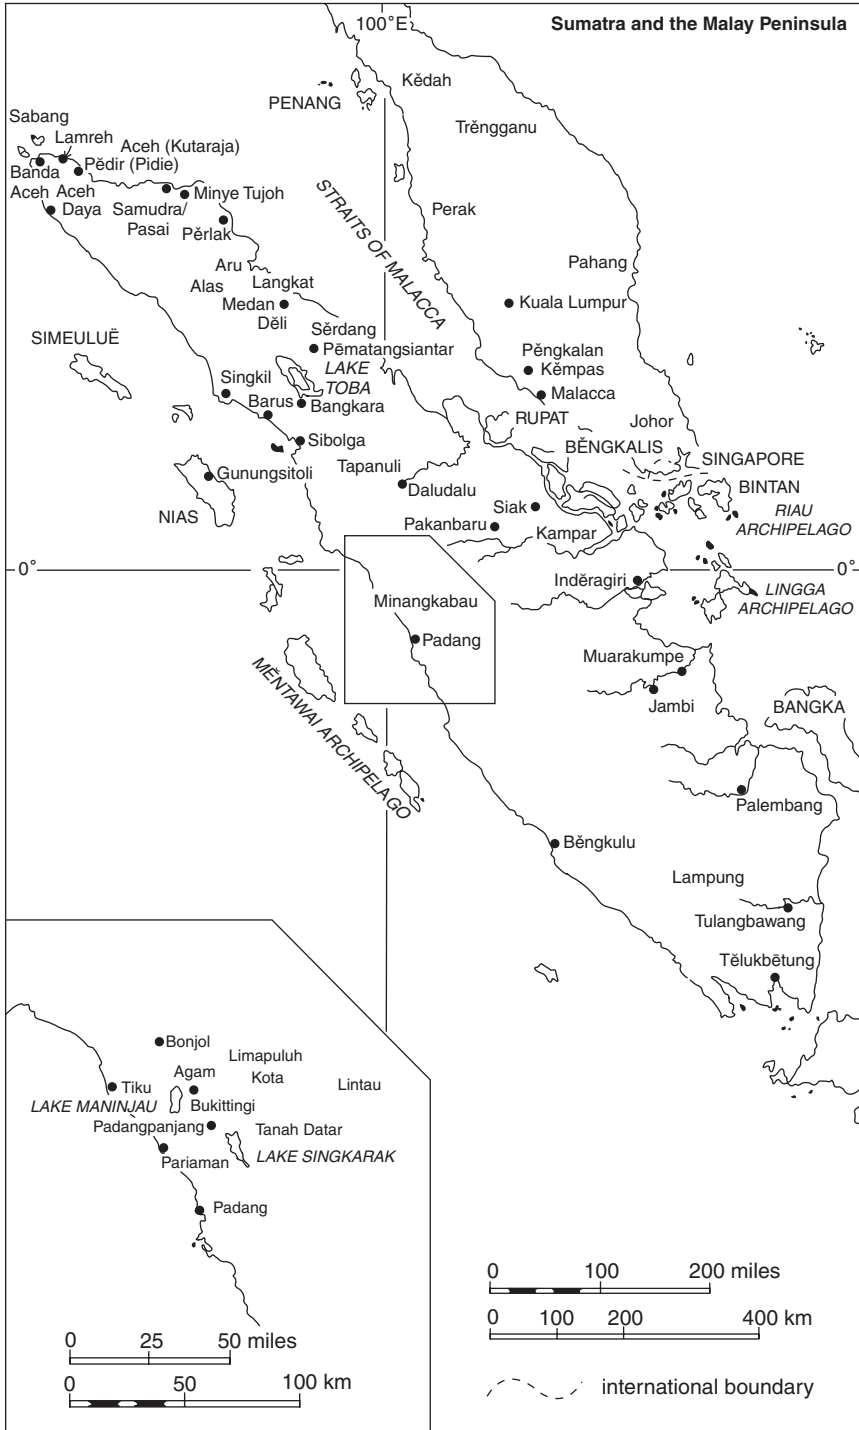 100°E
Sumatra and the Malay Peninsula
Kĕdah
PENANG
Sabang
Lamreh
Trĕngganu
Aceh (Kutaraja)
Banda
Aceh
Pĕdir (Pidie)
Aceh
Daya
Minye Tujoh
Samudra/
Pasai
Pĕrlak
STRAITS OF MALACCA
Perak
Pahang
Aru
Alas
Langkat
Medan
Dĕli
Kuala Lumpur
Sĕrdang
Pēmatangsiantar
SIMEULUË
LAKE
TOBA
Pĕngkalan
Kĕmpas
Malacca
Singkil
Barus
Bangkara
RUPAT
Johor
Sibolga
BĔNGKALIS
SINGAPORE
Tapanuli
Gunungsitoli
Daludalu
BINTAN
NIAS
Siak
RIAU
ARCHIPELAGO
Pakanbaru
Kampar
0°
0°
Indĕragiri
LINGGA
ARCHIPELAGO
Minangkabau
Padang
Muarakumpe
MĔNTAWAI ARCHIPELAGO
Jambi
BANGKA
Palembang
Bĕngkulu
Lampung
Tulangbawang
Tĕlukbĕtung
Bonjol
Limapuluh
Kota
Agam
Tiku
Lintau
LAKE MANINJAU
Bukittingi
Padangpanjang
Tanah Datar
Pariaman
LAKE SINGKARAK
Padang
0 100 200 miles
0 100 200 400 km
0 25 50 miles
0 50 100 km
international boundary